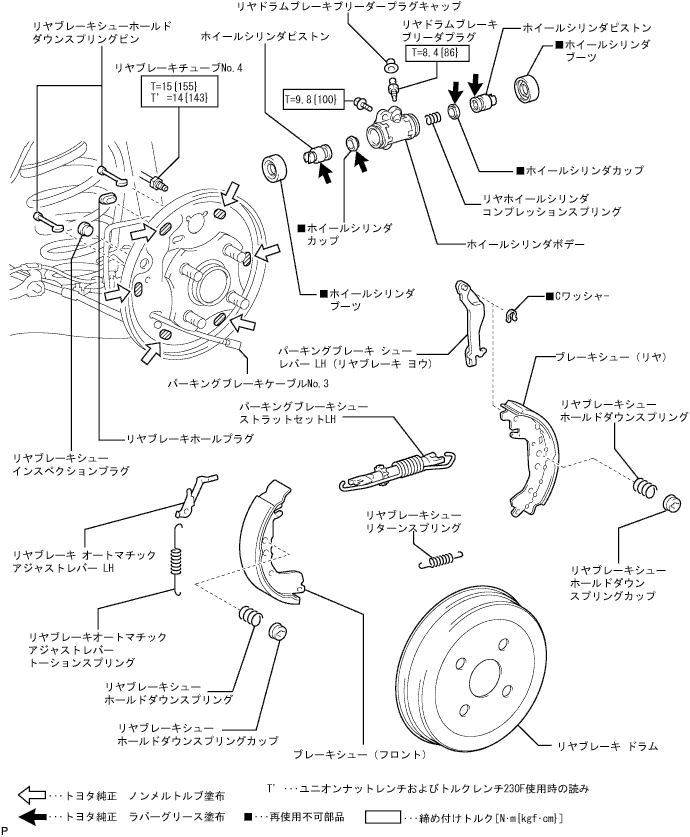 リヤドラムブレーキブリーダープラグキャップ
リヤブレーキシューホールド
ダウンスプリングピン
ホイールシリンダピストン
リヤドラムブレーキ
ブリーダプラグ
T=8.4{86}
ホイールシリンダピストン
■ホイールシリンダ
ブーツ
リヤブレーキチューブNo.4
T=15{155}
T'=14{143}
T=9.8{100}
■ホイールシリンダカップ
リヤホイールシリンダ
コンプレッションスプリング
■ホイールシリンダ
カップ
ホイールシリンダボデー
■ホイールシリンダ
ブーツ
■Cワッシャー
パーキングブレーキ シュー
レバー LH (リヤブレーキ ヨウ)
ブレーキシュー (リヤ)
パーキングブレーキケーブルNo.3
パーキングブレーキシュー
ストラットセットLH
リヤブレーキシュー
ホールドダウンスプリング
リヤブレーキホールプラグ
リヤブレーキシュー
インスペクションプラグ
リヤブレーキシュー
リターンスプリング
リヤブレーキ オートマチック
アジャストレバー LH
リヤブレーキシュー
ホールドダウン
スプリングカップ
リヤブレーキオートマチック
アジャストレバー
トーションスプリング
リヤブレーキシュー
ホールドダウンスプリング
リヤブレーキシュー
ホールドダウンスプリングカップ
ブレーキシュー (フロント)
リヤブレーキ ドラム
･･･トヨタ純正 ノンメルトルブ塗布
T' ･･･ユニオンナットレンチおよびトルクレンチ230F使用時の読み
･･･トヨタ純正 ラバーグリース塗布
■･･･再使用不可部品
･･･締め付けトルク[N･m{kgf･cm}]
P